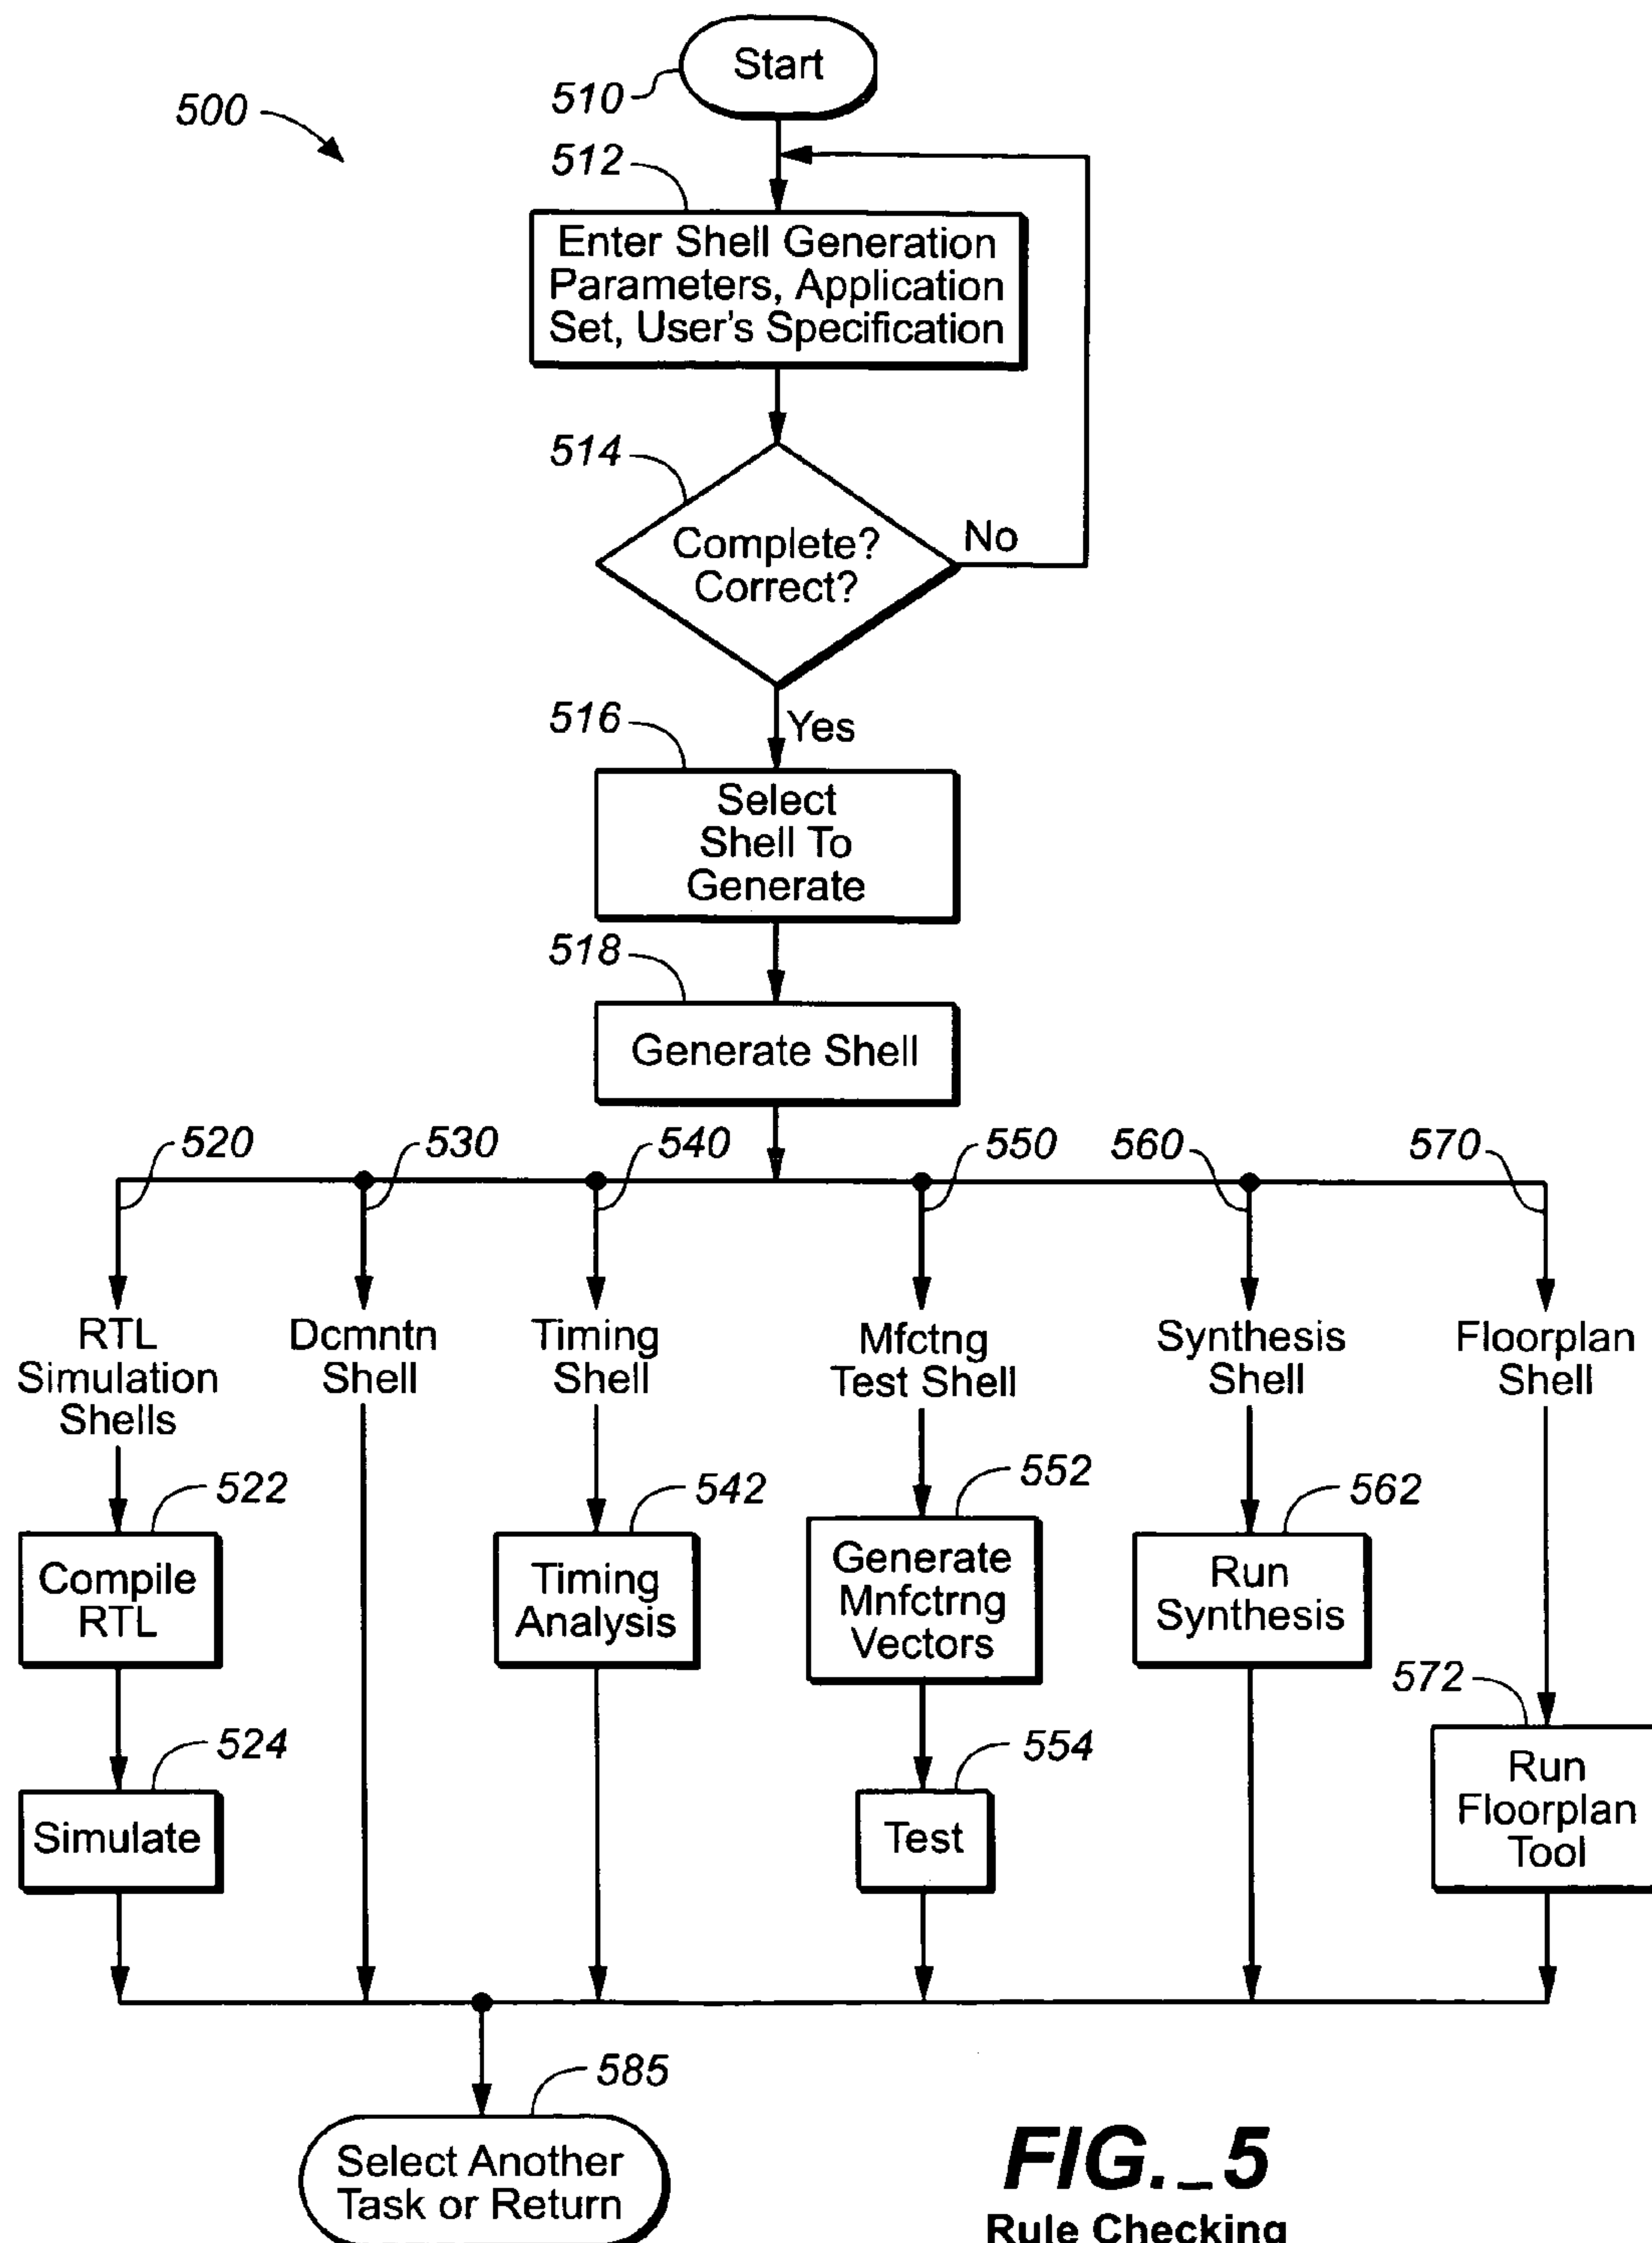 Start
510
500
512
Enter Shell Generation
Parameters, Application
Set, User's Specification
514
Complete?
Correct?
No
Yes
516
Select
Shell To
Generate
518
Generate Shell
520
530
540
550
560
570
RTL
Simulation
Shells
Dcmntn
Shell
Timing
Shell
Mfctng
Test Shell
Synthesis
Shell
Floorplan
Shell
522
Compile
RTL
542
Timing
Analysis
552
Generate
Mnfctrng
Vectors
562
Run
Synthesis
572
Run
Floorplan
Tool
524
Simulate
554
Test
585
Select Another
Task or Return
FIG._5
Rule Checking